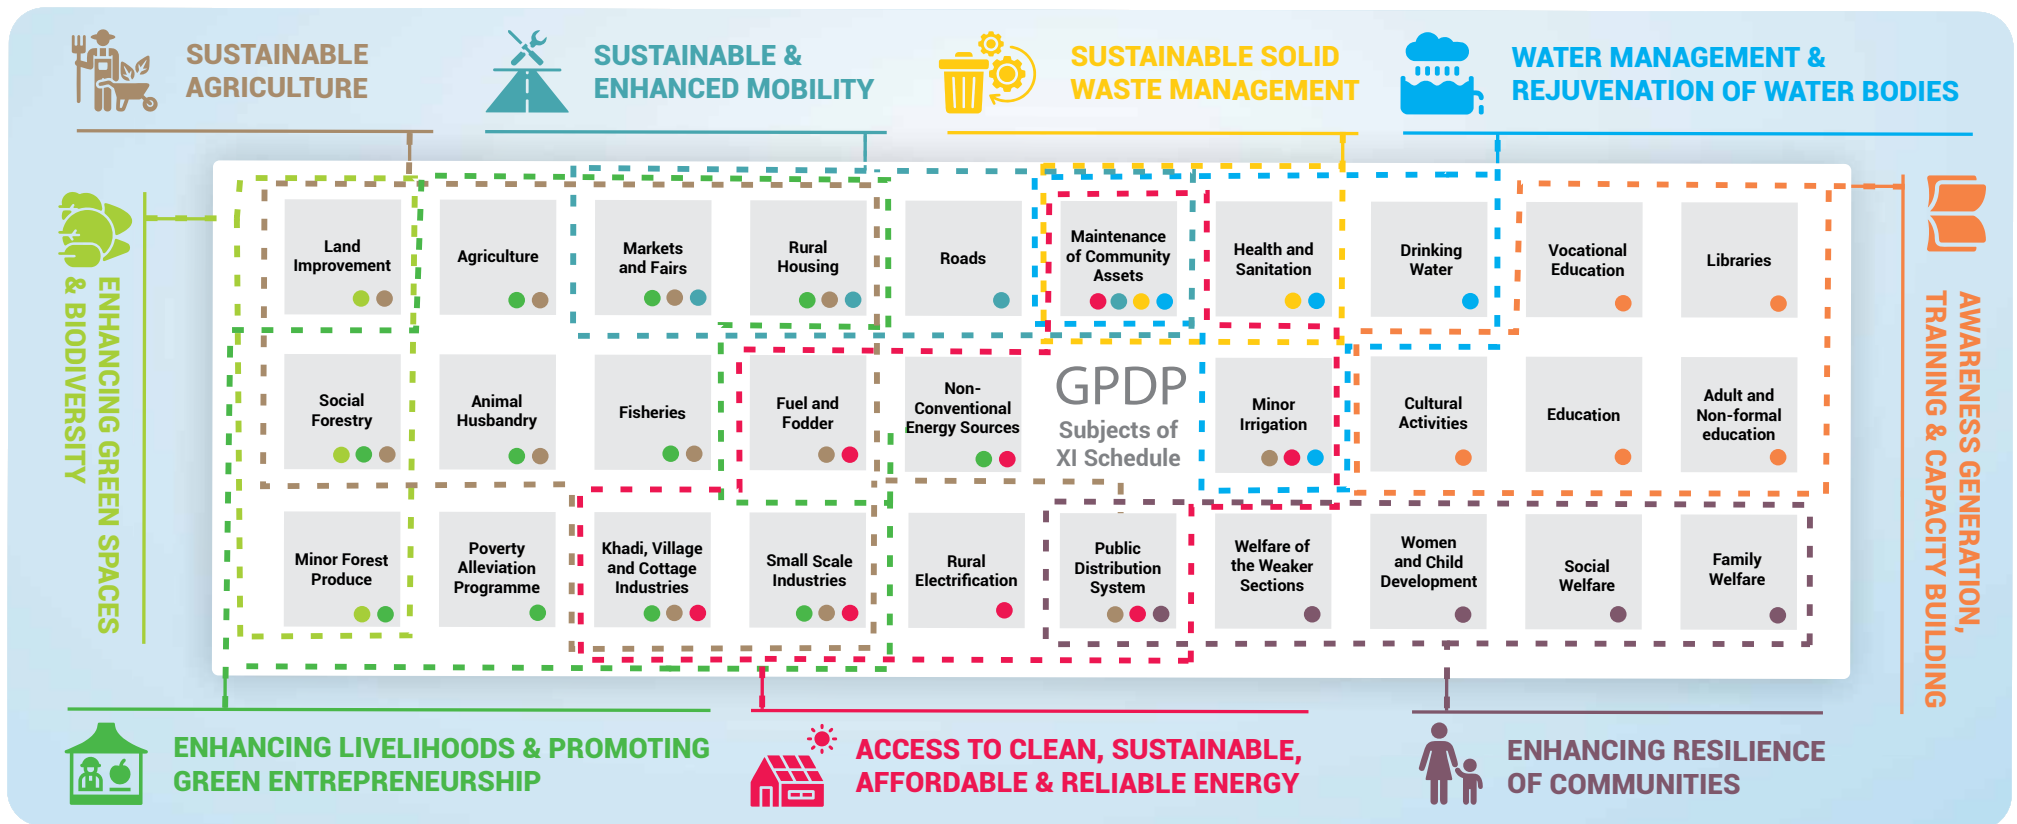 SUSTAINABLE
AGRICULTURE
SUSTAINABLE &
ENHANCED MOBILITY
SUSTAINABLE SOLID
WASTE MANAGEMENT
WATER MANAGEMENT &
REJUVENATION OF WATER BODIES
ENHANCING GREEN SPACES
& BIODIVERSITY
Land
Improvement
Agriculture
Markets
and Fairs
Rural
Housing
Roads
Maintenance
of Community
Assets
Health and
Sanitation
Drinking
Water
Vocational
Education
Libraries
Social
Forestry
Animal
Husbandry
Fisheries
Fuel and
Fodder
Non-
Conventional
Energy Sources
GPDP
Subjects of
XI Schedule
Minor
Irrigation
Cultural
Activities
Education
Adult and
Non-formal
education
Minor Forest
Produce
Poverty
Alleviation
Programme
Khadi, Village
and Cottage
Industries
Small Scale
Industries
Rural
Electrification
Public
Distribution
System
Welfare of
the Weaker
Sections
Women
and Child
Development
Social
Welfare
Family
Welfare
AWARENESS GENERATION,
TRAINING & CAPACITY BUILDING
ENHANCING LIVELIHOODS & PROMOTING
GREEN ENTREPRENEURSHIP
ACCESS TO CLEAN, SUSTAINABLE,
AFFORDABLE & RELIABLE ENERGY
ENHANCING RESILIENCE
OF COMMUNITIES